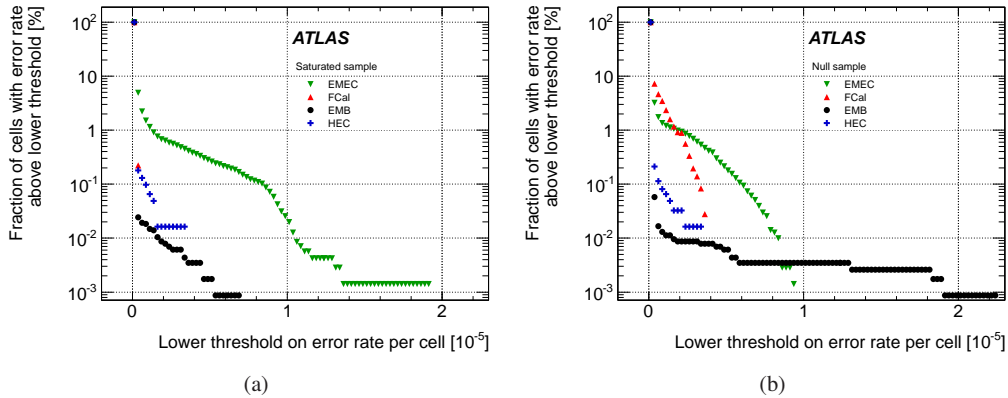 Fraction of cells with error rate
above lower threshold [%]
10²
10
1
10⁻¹
10⁻²
10⁻³
ATLAS
Saturated sample
EMEC
FCal
EMB
HEC
0
1
2
Lower threshold on error rate per cell [10⁻⁵]
(a)
Fraction of cells with error rate
above lower threshold [%]
10²
10
1
10⁻¹
10⁻²
10⁻³
ATLAS
Null sample
EMEC
FCal
EMB
HEC
0
1
2
Lower threshold on error rate per cell [10⁻⁵]
(b)